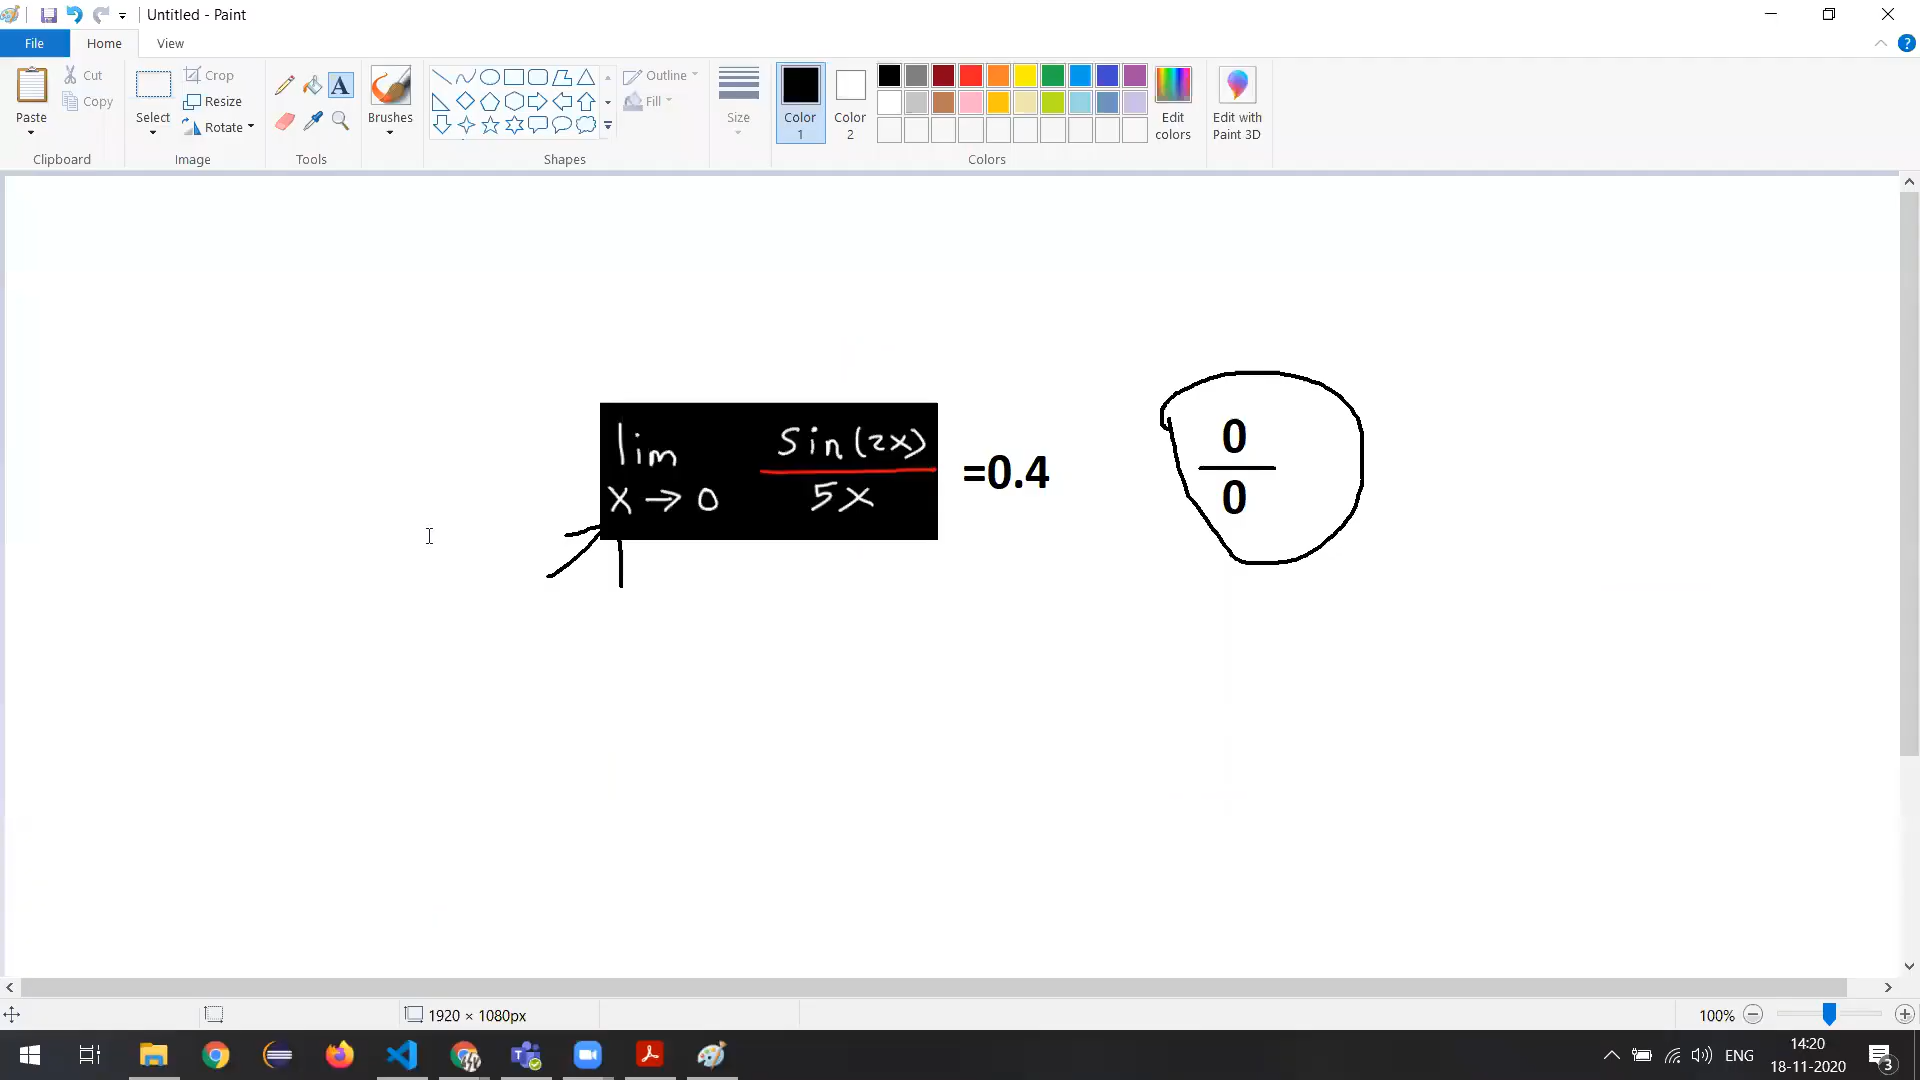 Untitled - Paint
File Home View
Paste
Cut
Copy
Clipboard
Select
Crop
Resize
Rotate
Image
Tools
Brushes
Shapes
Outline
Fill
Size
Color 1
Color 2
Colors
Edit colors
Edit with Paint 3D
lim sin(2x)
x → 0 5x
=0.4
0
0
1920 × 1080px
100%
ENG
14:20
18-11-2020
3